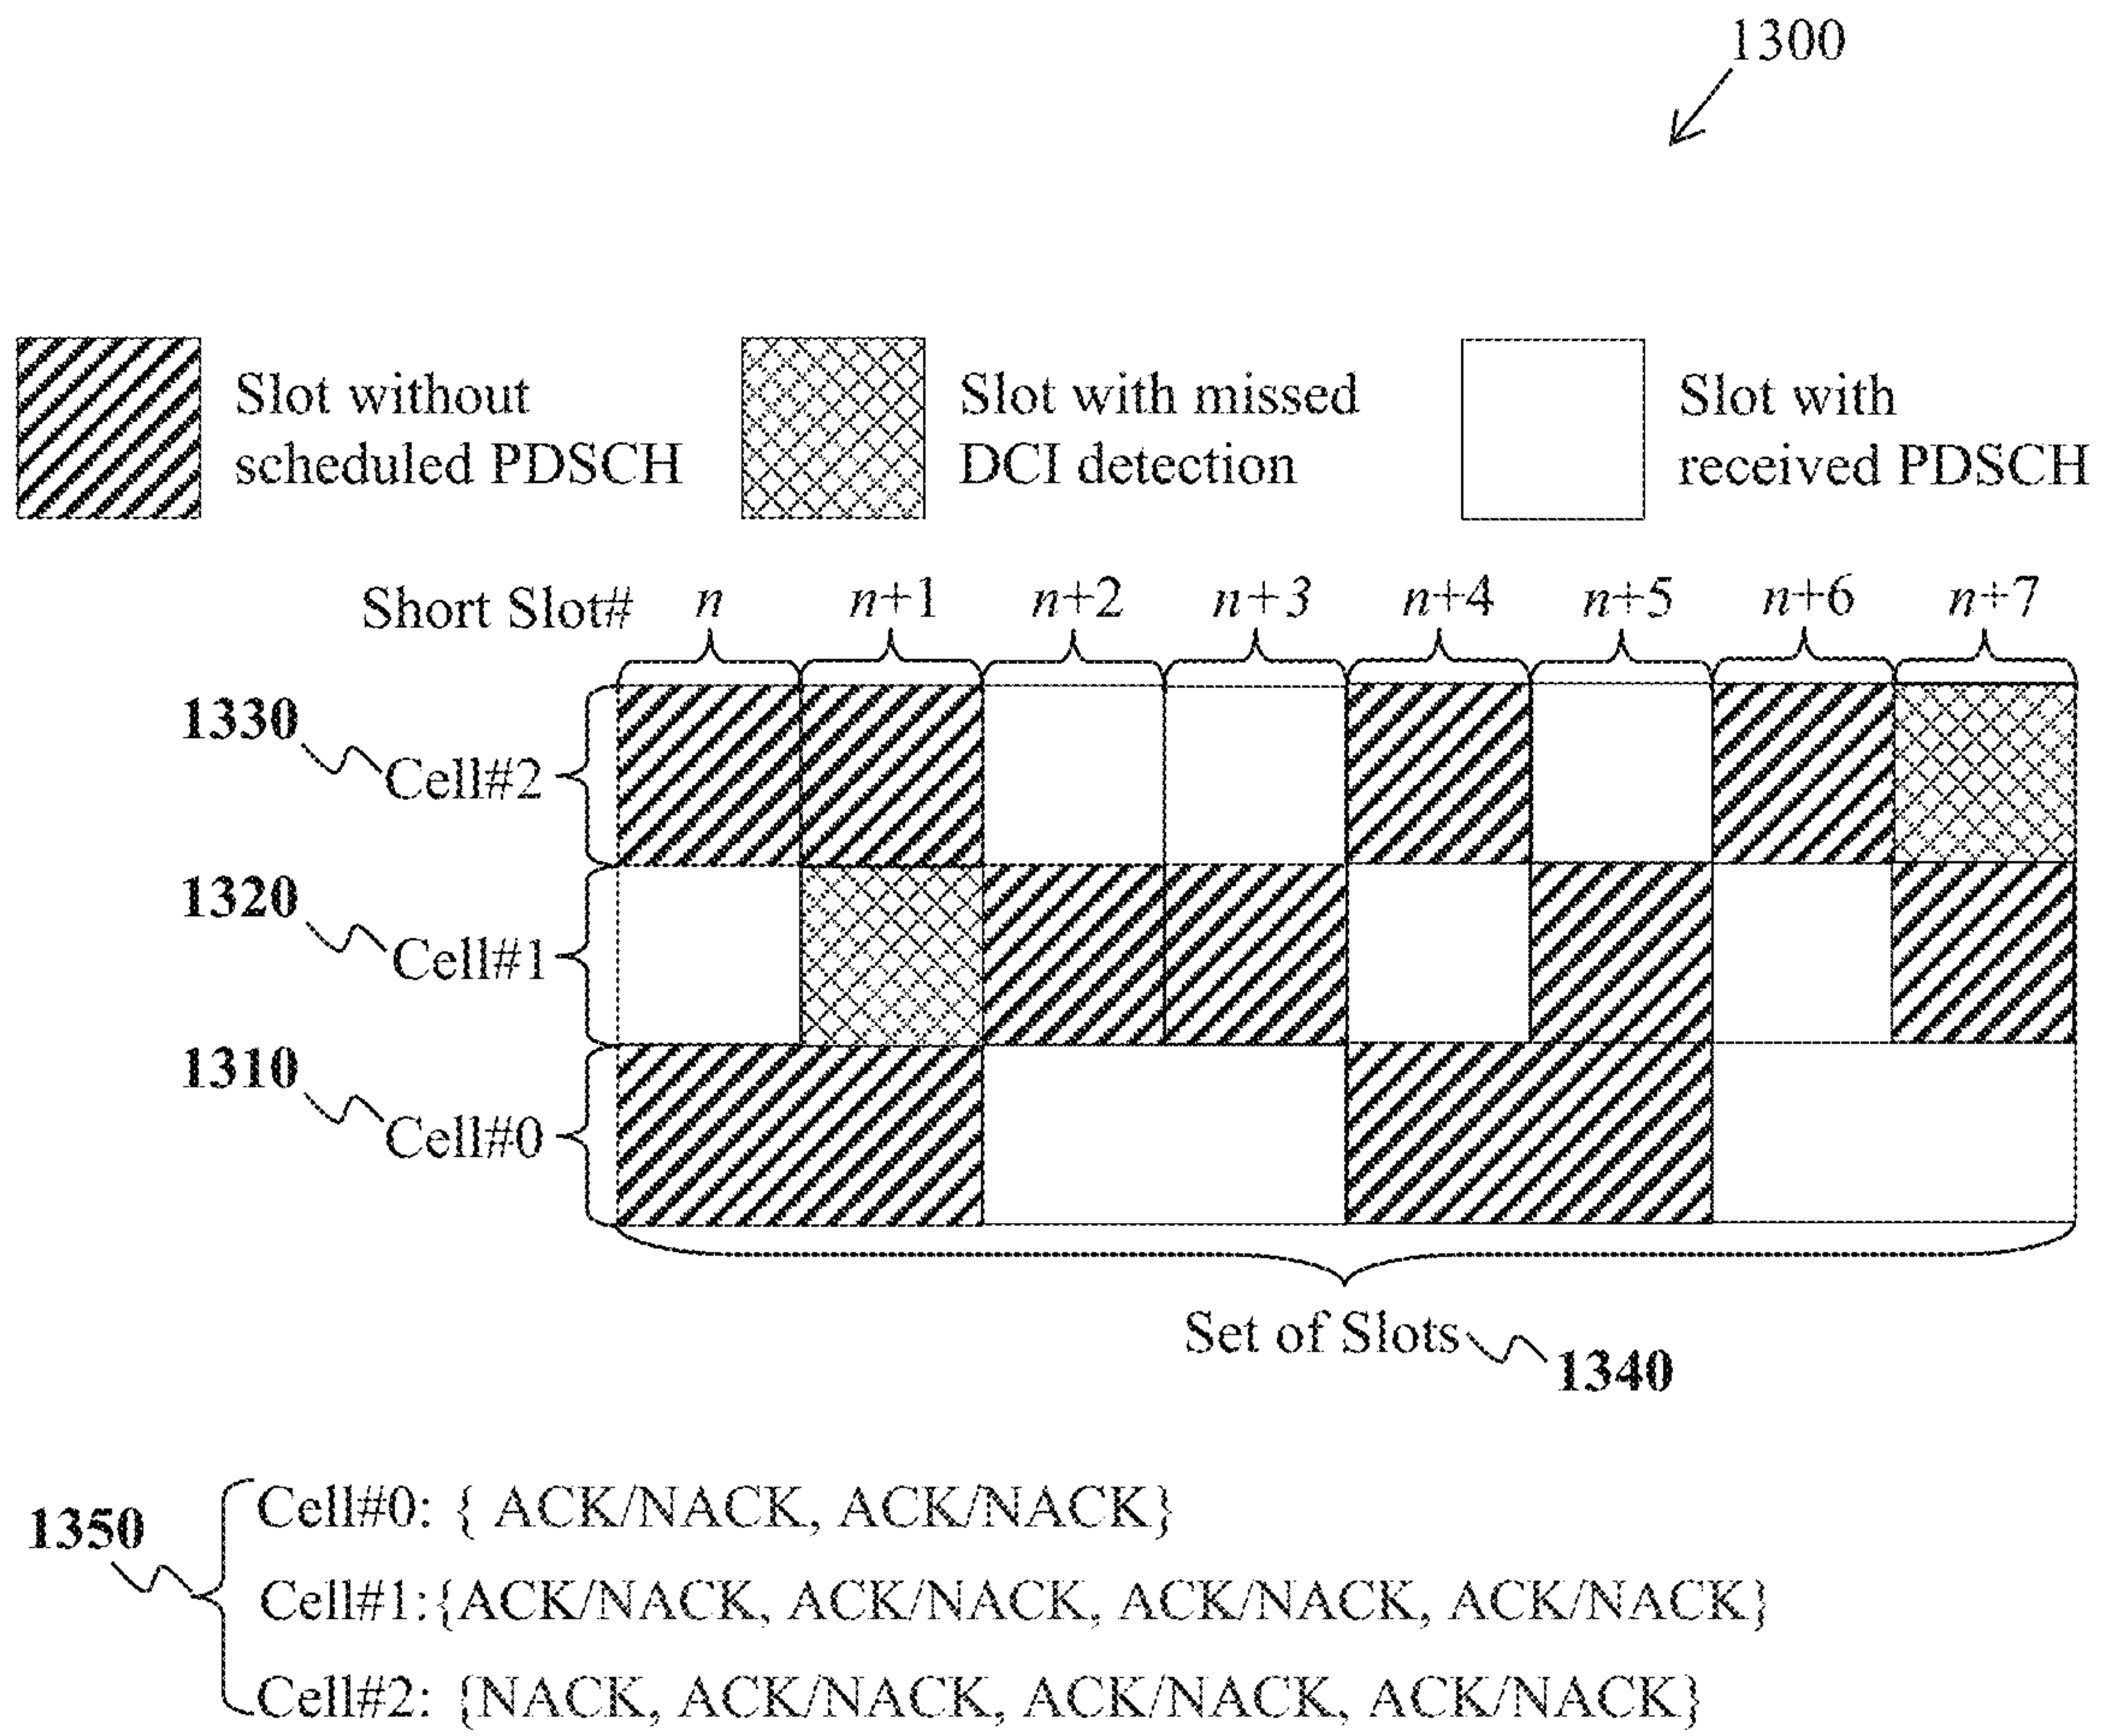 1300
Slot without
scheduled PDSCH
Slot with missed
DCI detection
Slot with
received PDSCH
Short Slot# n n+1 n+2 n+3 n+4 n+5 n+6 n+7
1330
Cell#2
1320
Cell#1
1310
Cell#0
Set of Slots
1340
1350
Cell#0: { ACK/NACK, ACK/NACK}
Cell#1:{ACK/NACK, ACK/NACK, ACK/NACK, ACK/NACK}
Cell#2: {NACK, ACK/NACK, ACK/NACK, ACK/NACK}